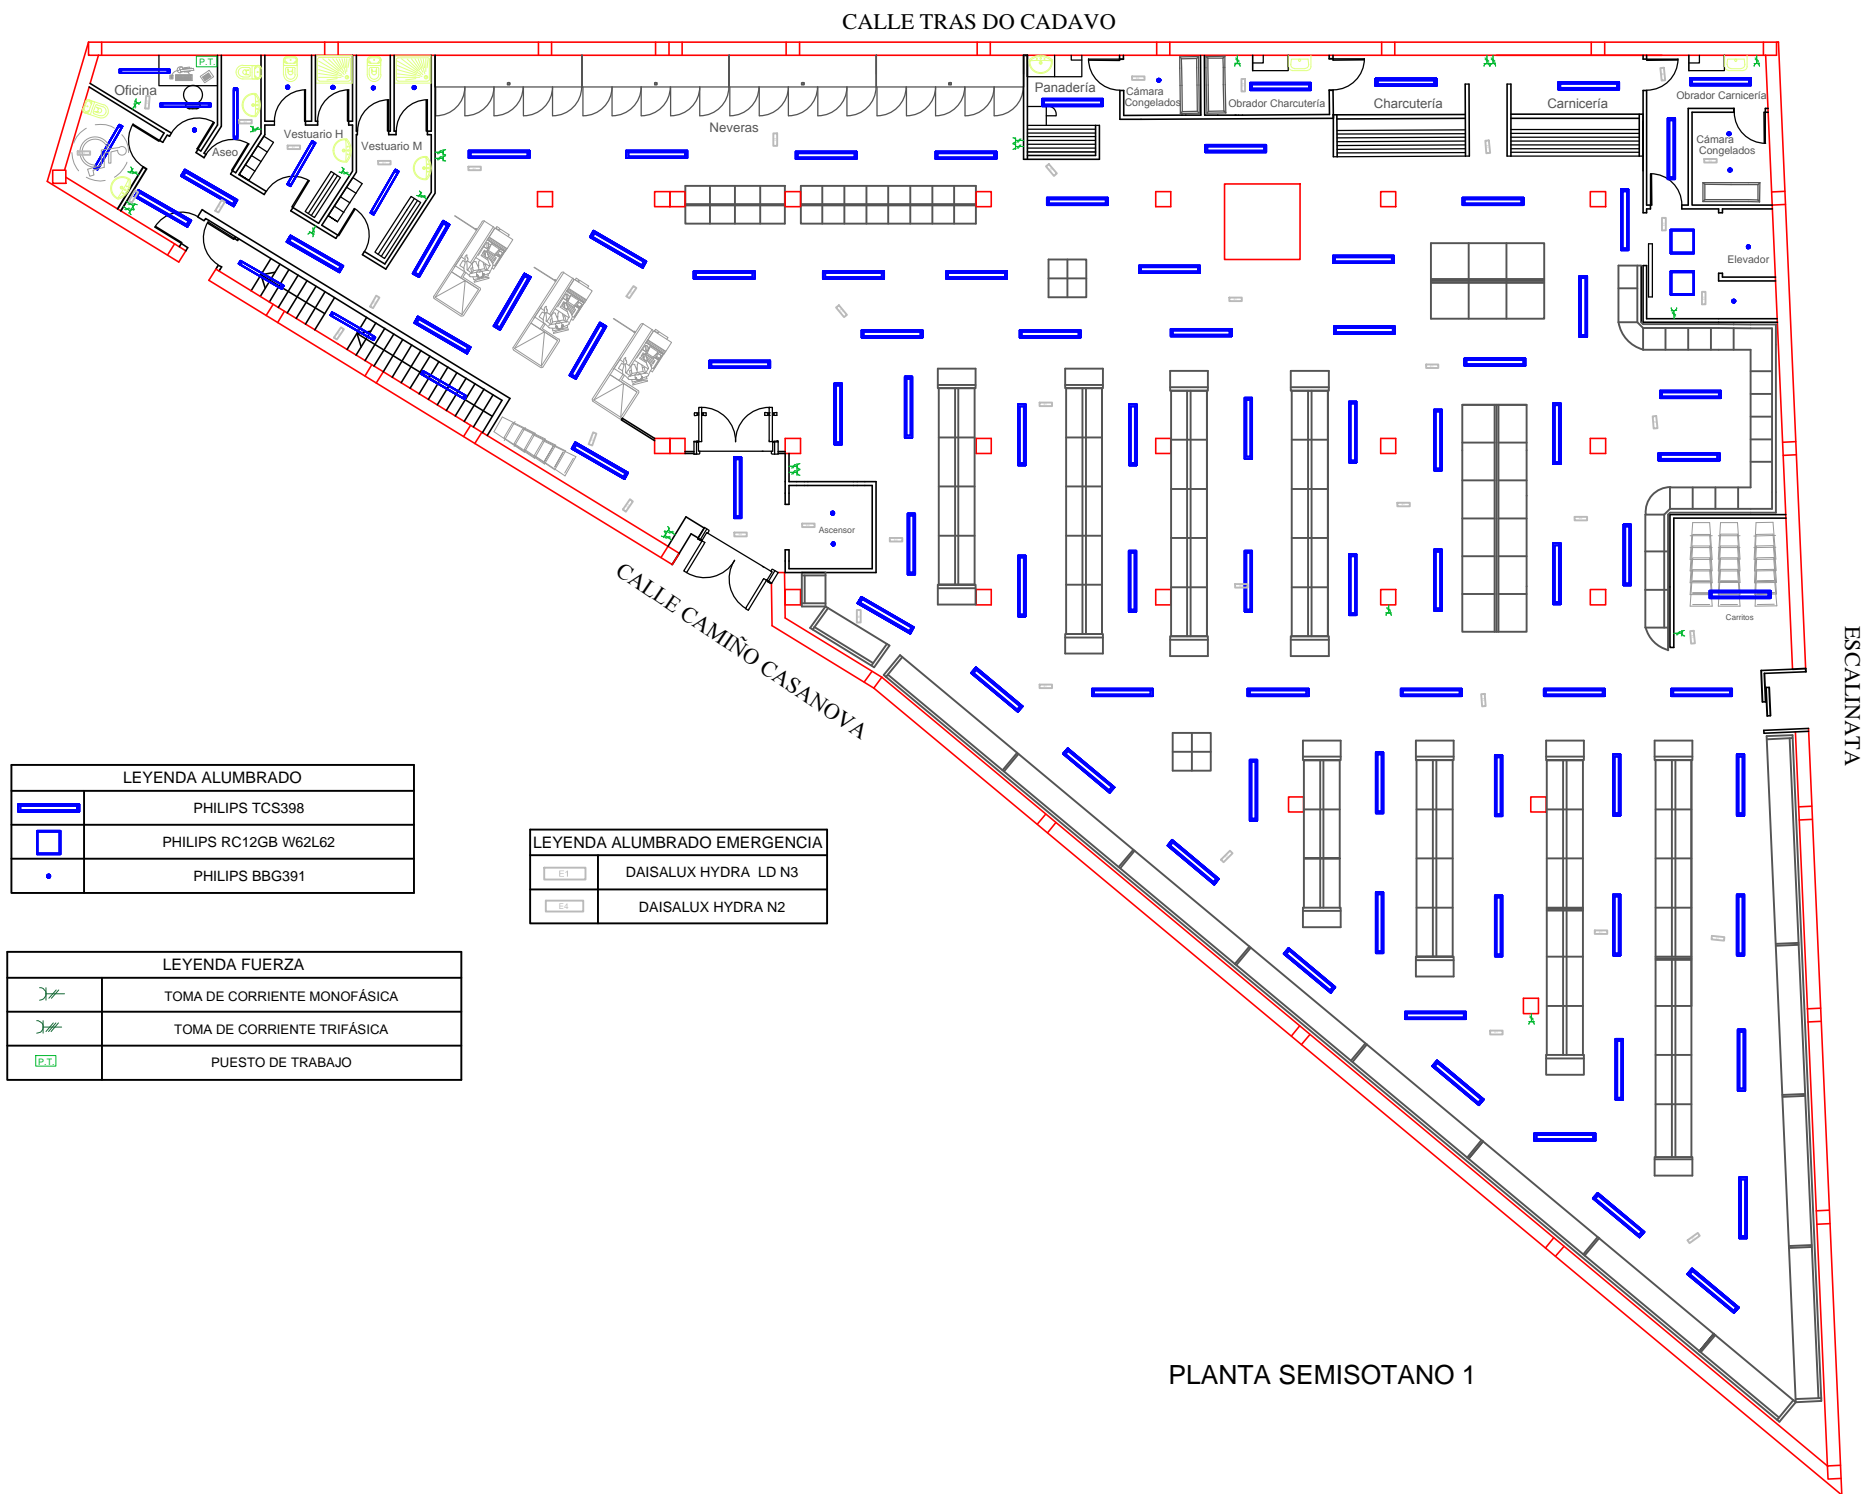 CALLE TRAS DO CADAVO
P.T.
Oficina
Aseo
Vestuario H
Vestuario M
Neveras
Panadería
Cámara
Congelados
Obrador Charcutería
Charcutería
Carnicería
Obrador Carnicería
Cámara
Congelados
Elevador
Ascensor
Carritos
CALLE CAMIÑO CASANOVA
ESCALINATA
LEYENDA ALUMBRADO
PHILIPS TCS398
PHILIPS RC12GB W62L62
PHILIPS BBG391
LEYENDA ALUMBRADO EMERGENCIA
E1 DAISALUX HYDRA LD N3
E4 DAISALUX HYDRA N2
LEYENDA FUERZA
TOMA DE CORRIENTE MONOFÁSICA
TOMA DE CORRIENTE TRIFÁSICA
P.T. PUESTO DE TRABAJO
PLANTA SEMISOTANO 1